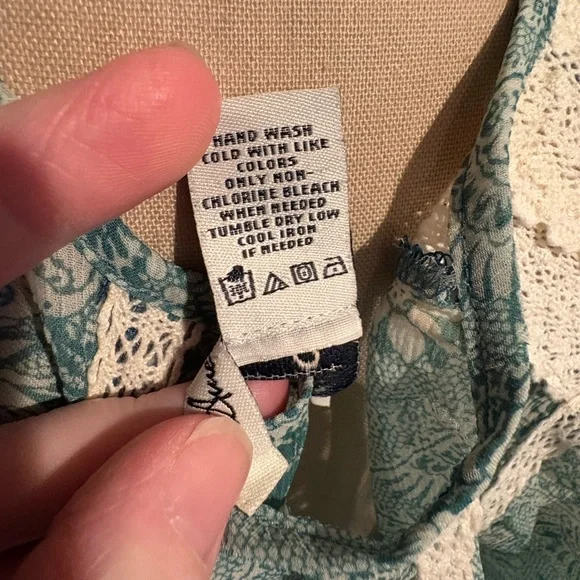 HAND WASH
COLD WITH LIKE
COLORS
ONLY NON-
CHLORINE BLEACH
WHEN NEEDED
TUMBLE DRY LOW
COOL IRON
IF NEEDED